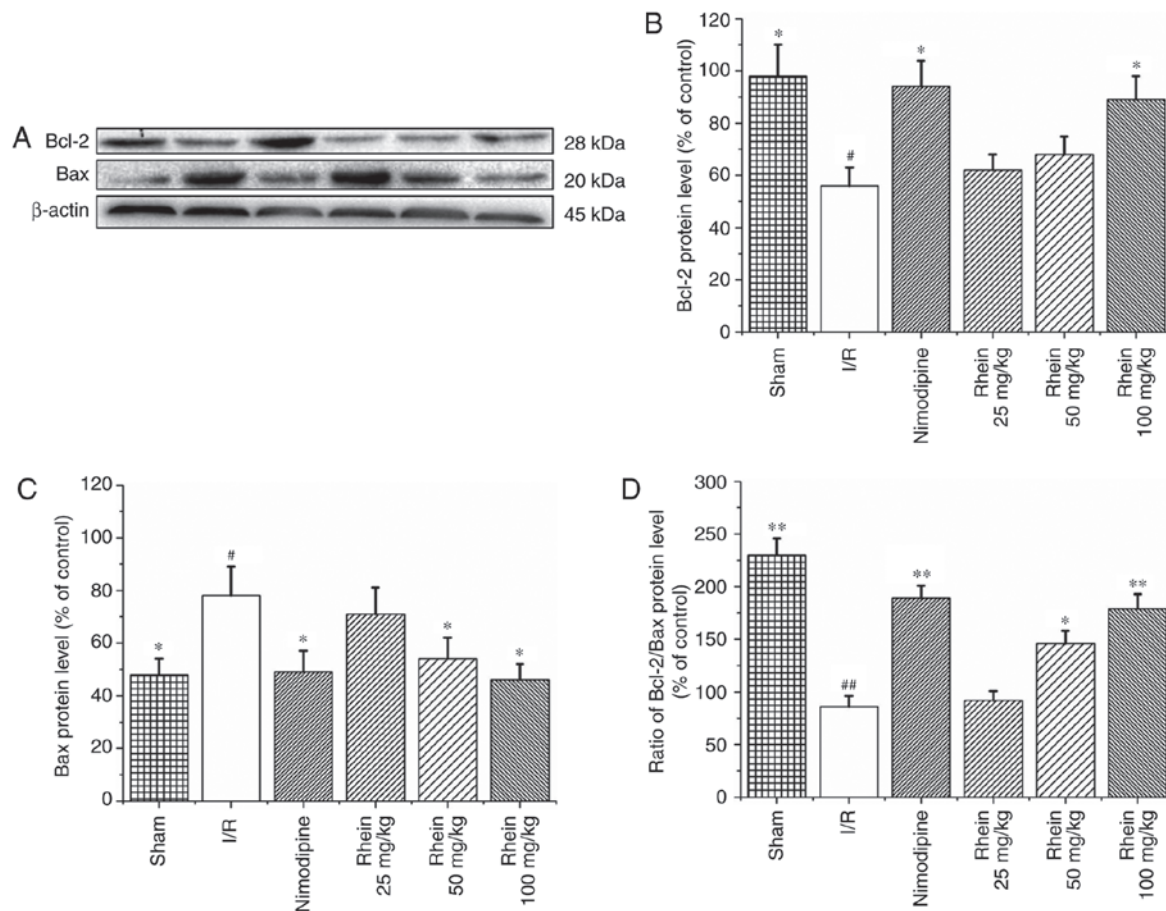 A
Bcl-2
28 kDa
Bax
20 kDa
β-actin
45 kDa
B
Bcl-2 protein level (% of control)
120
100
80
60
40
20
0
*
#
*
*
Sham
I/R
Nimodipine
Rhein
25 mg/kg
Rhein
50 mg/kg
Rhein
100 mg/kg
C
Bax protein level (% of control)
120
100
80
60
40
20
0
*
#
*
*
*
Sham
I/R
Nimodipine
Rhein
25 mg/kg
Rhein
50 mg/kg
Rhein
100 mg/kg
D
Ratio of Bcl-2/Bax protein level
(% of control)
300
250
200
150
100
50
0
**
##
**
*
**
Sham
I/R
Nimodipine
Rhein
25 mg/kg
Rhein
50 mg/kg
Rhein
100 mg/kg